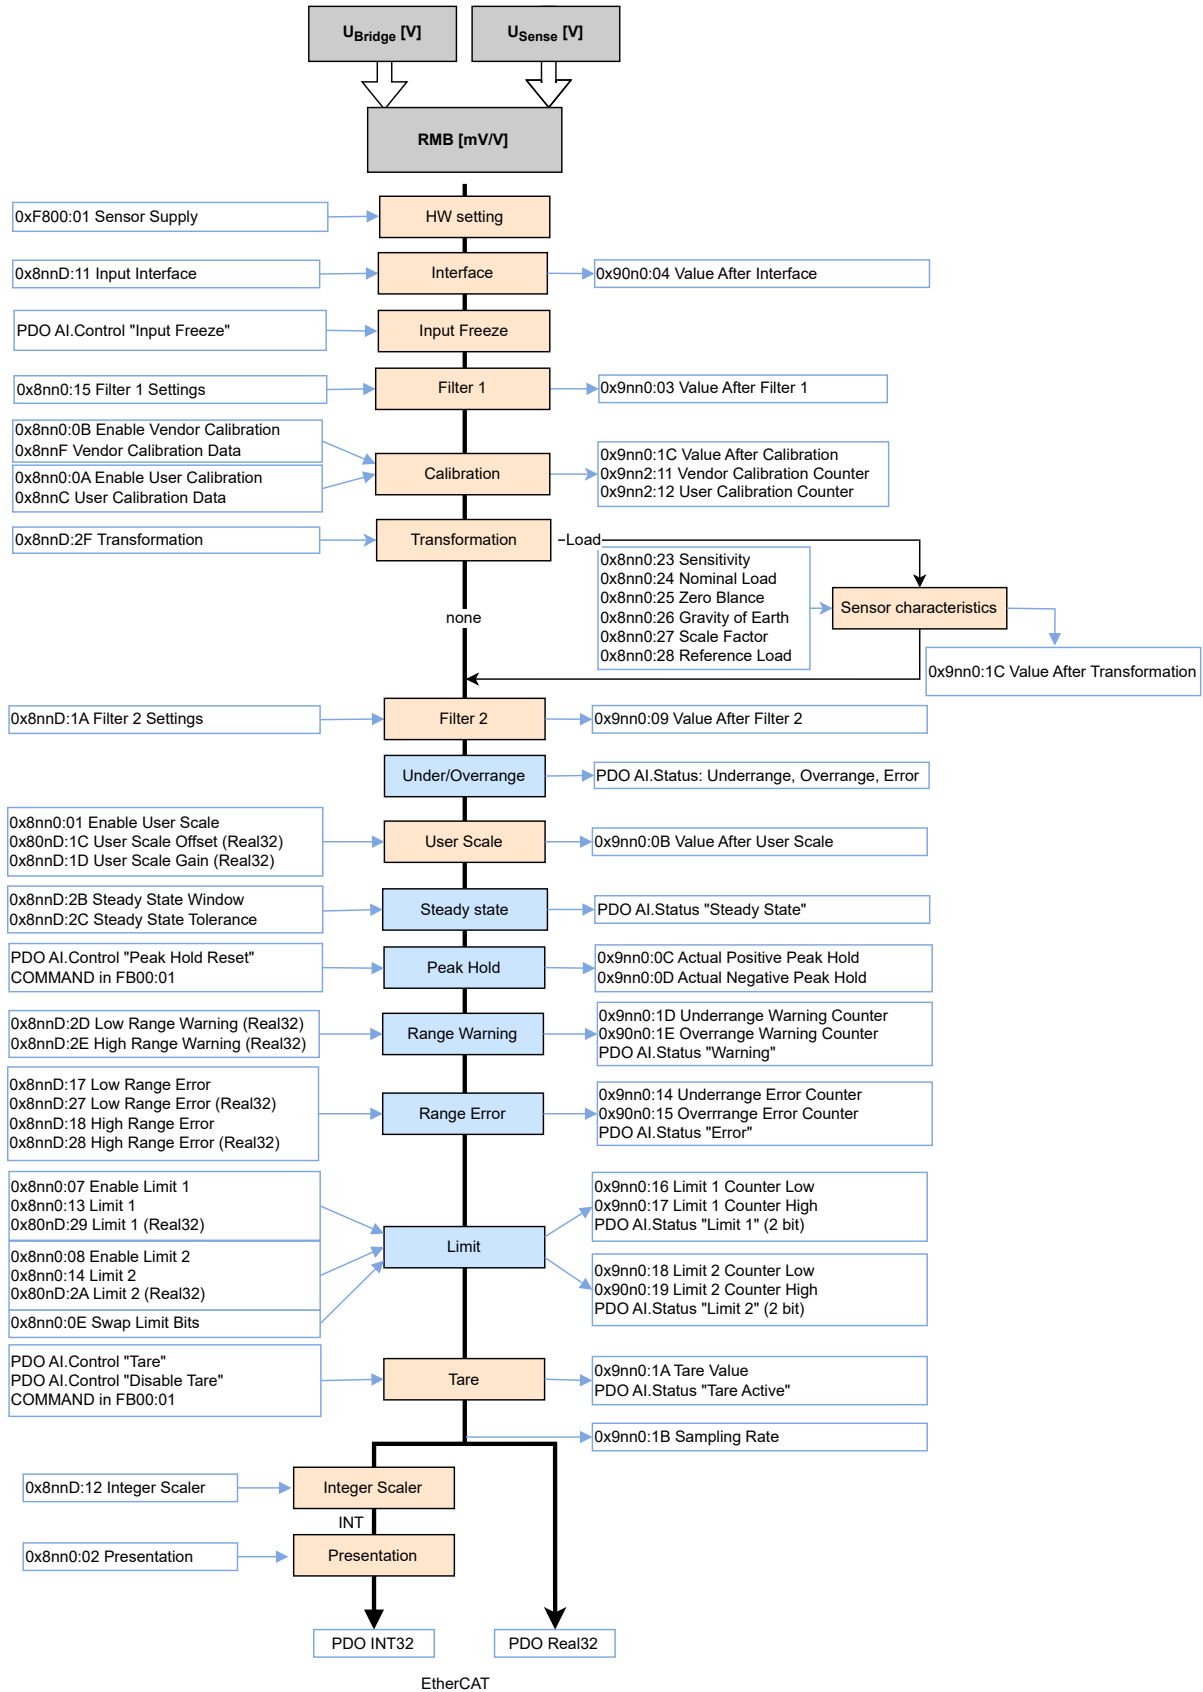 U_Bridge [V]
U_Sense [V]
RMB [mV/V]
0xF800:01 Sensor Supply
HW setting
0x8nnD:11 Input Interface
Interface
0x90n0:04 Value After Interface
PDO AI.Control "Input Freeze"
Input Freeze
0x8nn0:15 Filter 1 Settings
Filter 1
0x9nn0:03 Value After Filter 1
0x8nn0:0B Enable Vendor Calibration
0x8nnF Vendor Calibration Data
0x8nn0:0A Enable User Calibration
0x8nnC User Calibration Data
Calibration
0x9nn0:1C Value After Calibration
0x9nn2:11 Vendor Calibration Counter
0x9nn2:12 User Calibration Counter
0x8nnD:2F Transformation
Transformation
Load
0x8nn0:23 Sensitivity
0x8nn0:24 Nominal Load
0x8nn0:25 Zero Blance
0x8nn0:26 Gravity of Earth
0x8nn0:27 Scale Factor
0x8nn0:28 Reference Load
Sensor characteristics
none
0x9nn0:1C Value After Transformation
0x8nnD:1A Filter 2 Settings
Filter 2
0x9nn0:09 Value After Filter 2
Under/Overrange
PDO AI.Status: Underrange, Overrange, Error
0x8nn0:01 Enable User Scale
0x80nD:1C User Scale Offset (Real32)
0x8nnD:1D User Scale Gain (Real32)
User Scale
0x9nn0:0B Value After User Scale
0x8nnD:2B Steady State Window
0x8nnD:2C Steady State Tolerance
Steady state
PDO AI.Status "Steady State"
PDO AI.Control "Peak Hold Reset"
COMMAND in FB00:01
Peak Hold
0x9nn0:0C Actual Positive Peak Hold
0x9nn0:0D Actual Negative Peak Hold
0x8nnD:2D Low Range Warning (Real32)
0x8nnD:2E High Range Warning (Real32)
Range Warning
0x9nn0:1D Underrange Warning Counter
0x90n0:1E Overrange Warning Counter
PDO AI.Status "Warning"
0x8nnD:17 Low Range Error
0x8nnD:27 Low Range Error (Real32)
0x8nnD:18 High Range Error
0x8nnD:28 High Range Error (Real32)
Range Error
0x9nn0:14 Underrange Error Counter
0x90n0:15 Overrrange Error Counter
PDO AI.Status "Error"
0x8nn0:07 Enable Limit 1
0x8nn0:13 Limit 1
0x80nD:29 Limit 1 (Real32)
0x8nn0:08 Enable Limit 2
0x8nn0:14 Limit 2
0x80nD:2A Limit 2 (Real32)
0x8nn0:0E Swap Limit Bits
Limit
0x9nn0:16 Limit 1 Counter Low
0x9nn0:17 Limit 1 Counter High
PDO AI.Status "Limit 1" (2 bit)
0x9nn0:18 Limit 2 Counter Low
0x90n0:19 Limit 2 Counter High
PDO AI.Status "Limit 2" (2 bit)
PDO AI.Control "Tare"
PDO AI.Control "Disable Tare"
COMMAND in FB00:01
Tare
0x9nn0:1A Tare Value
PDO AI.Status "Tare Active"
0x9nn0:1B Sampling Rate
0x8nnD:12 Integer Scaler
Integer Scaler
INT
0x8nn0:02 Presentation
Presentation
PDO INT32
PDO Real32
EtherCAT